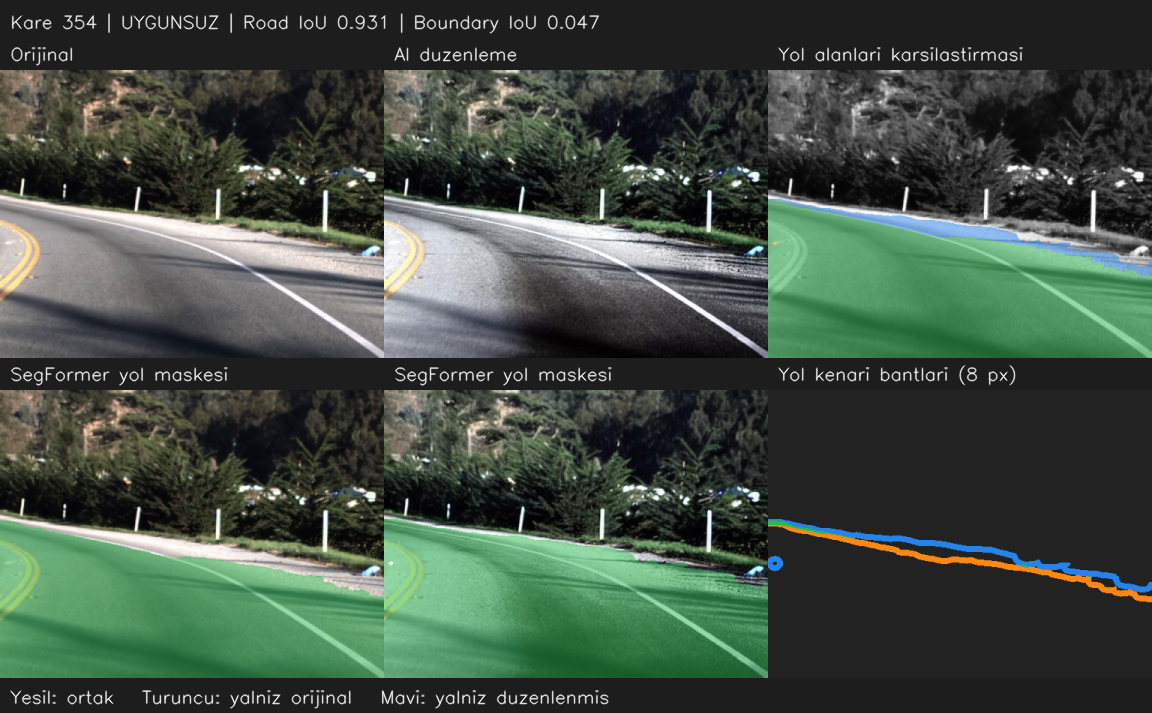 Kare 354 | UYGUNSUZ | Road IoU 0.931 | Boundary IoU 0.047
Orijinal
AI duzenleme
Yol alanlari karsilastirmasi
SegFormer yol maskesi
SegFormer yol maskesi
Yol kenari bantlari (8 px)
Yesil: ortak Turuncu: yalniz orijinal Mavi: yalniz duzenlenmis